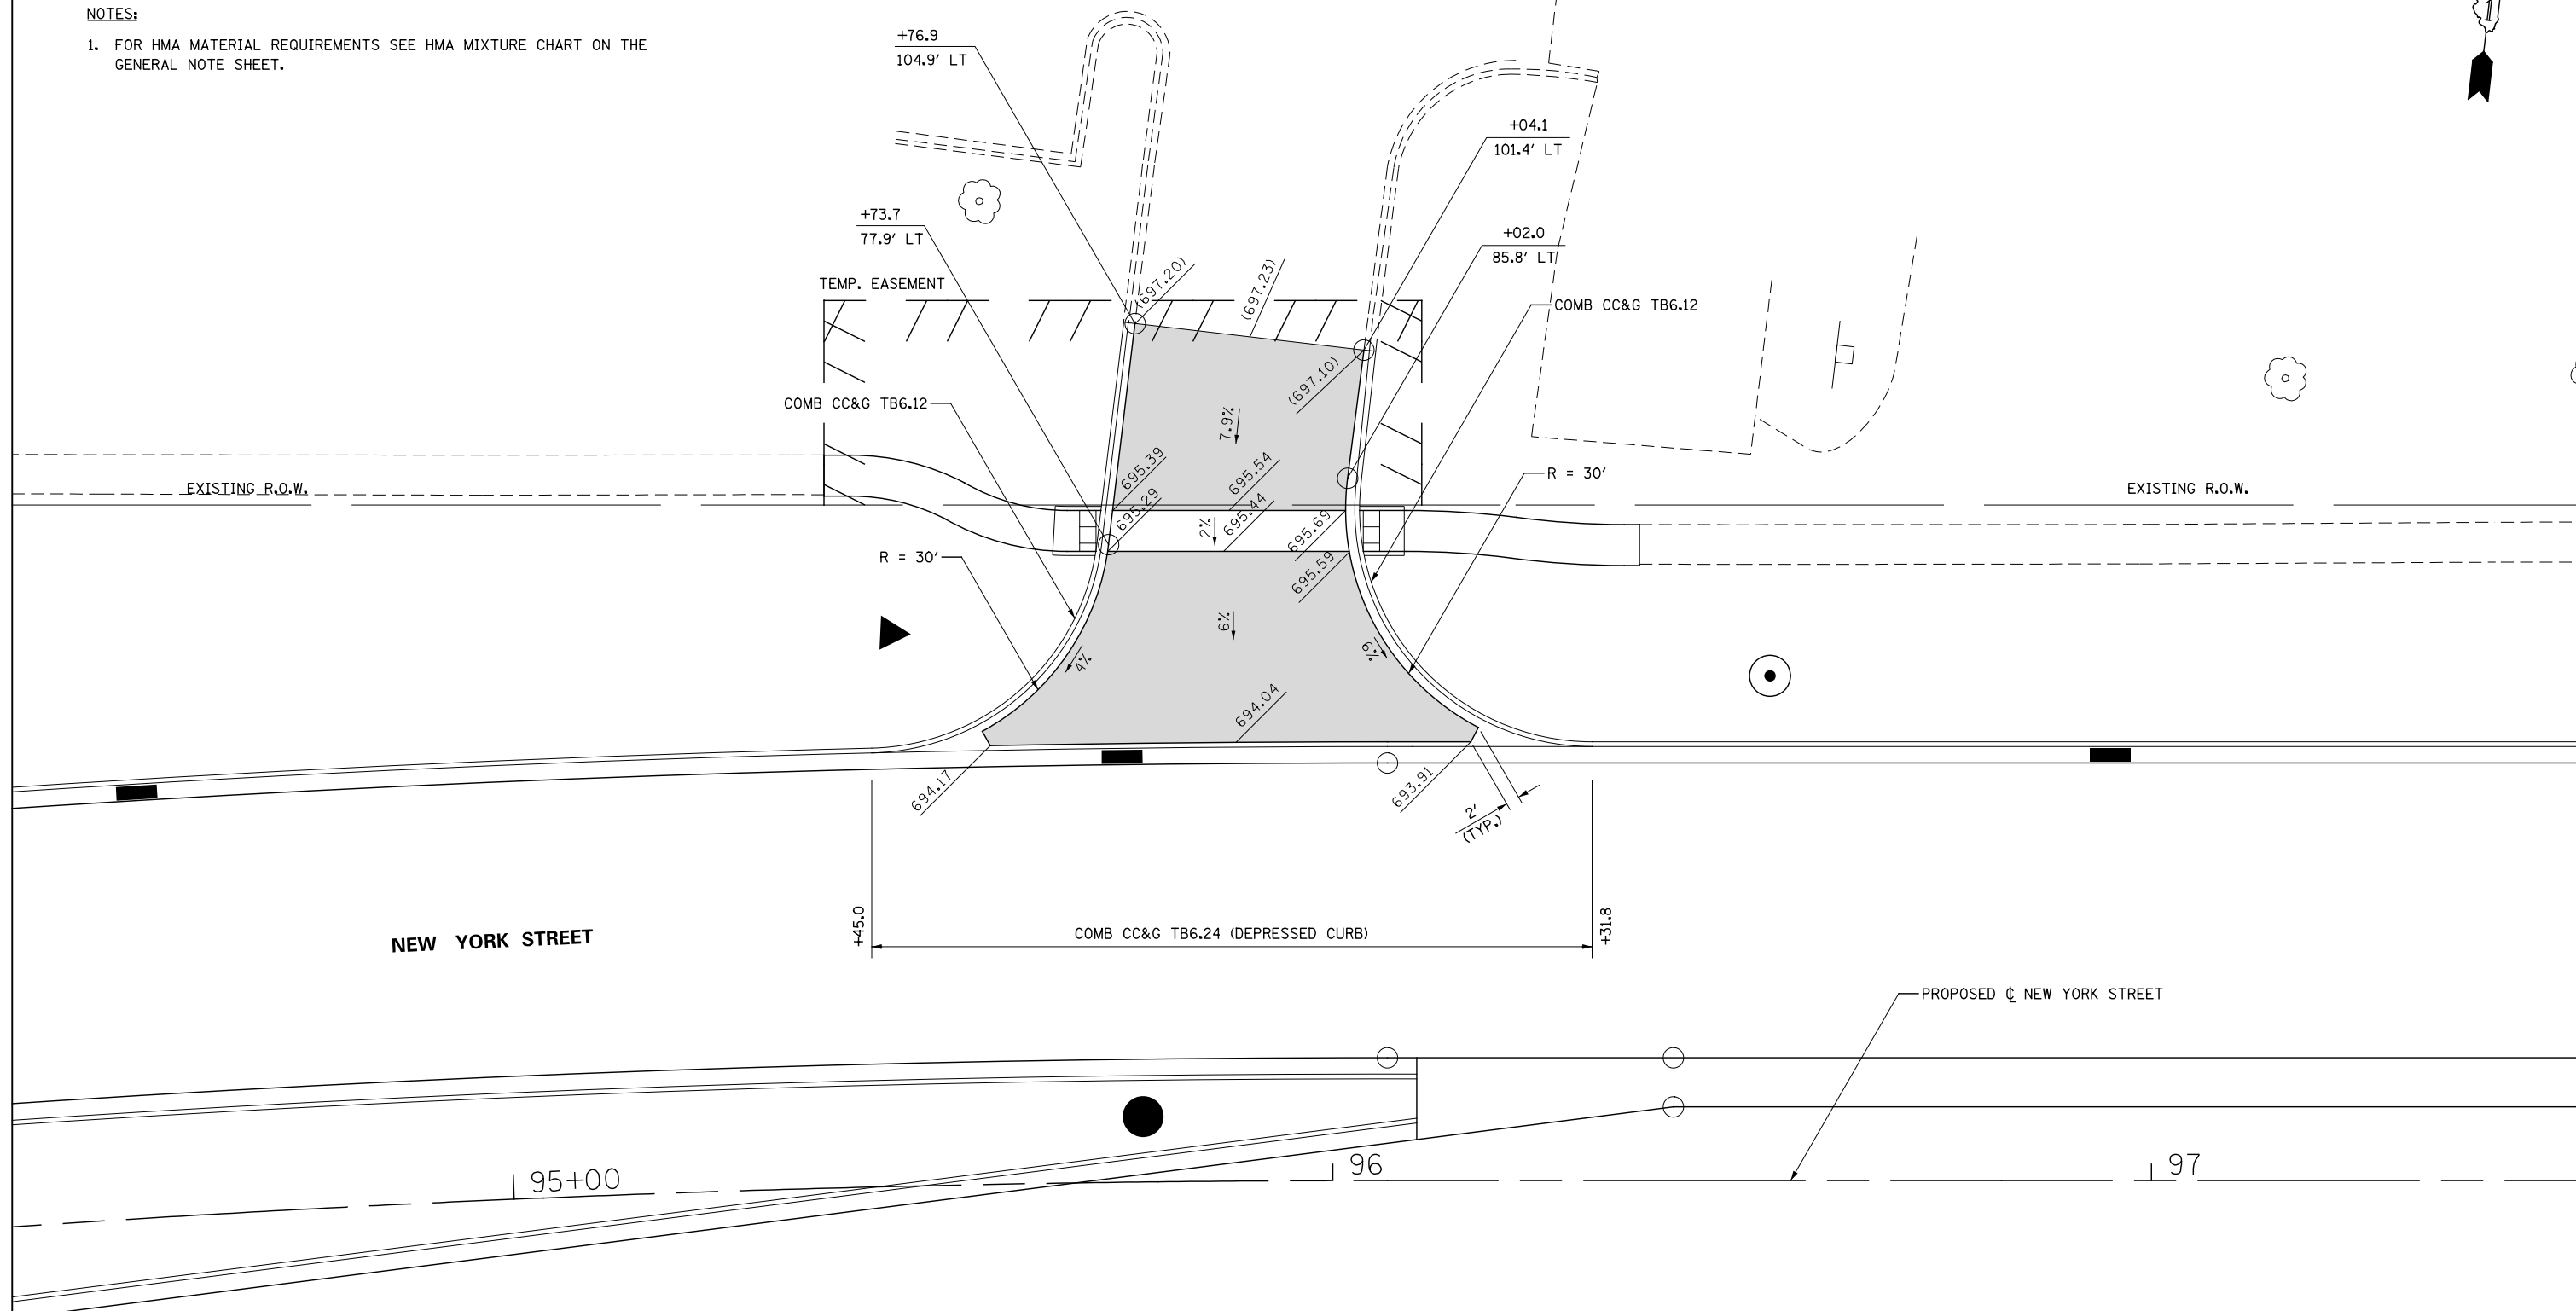 NOTES:
1. FOR HMA MATERIAL REQUIREMENTS SEE HMA MIXTURE CHART ON THE
GENERAL NOTE SHEET.
+76.9
104.9' LT
+04.1
101.4' LT
+73.7
77.9' LT
+02.0
85.8' LT
TEMP. EASEMENT
(697.20)
(697.23)
COMB CC&G TB6.12
(697.10)
COMB CC&G TB6.12
7.9%
695.39
695.54
R = 30'
EXISTING R.O.W.
EXISTING R.O.W.
695.29
2%
695.44
695.69
R = 30'
695.59
6%
4%
6%
694.04
694.17
693.91
2'
(TYP.)
+45.0
COMB CC&G TB6.24 (DEPRESSED CURB)
+31.8
NEW YORK STREET
PROPOSED ℄ NEW YORK STREET
95+00
96
97